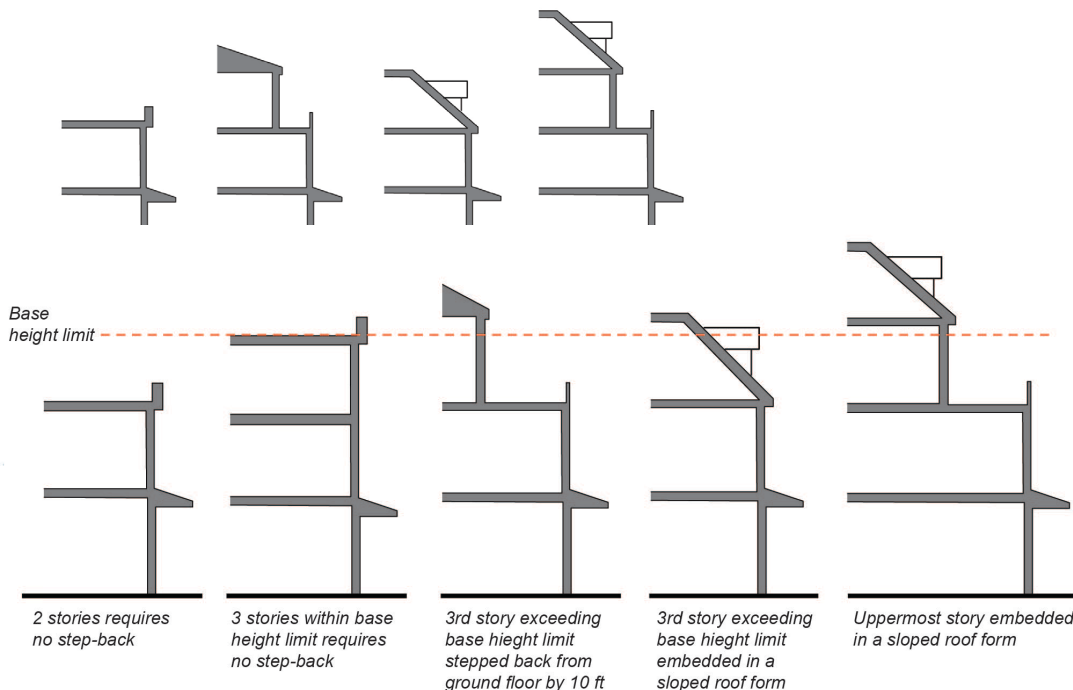 Base
height limit
2 stories requires
no step-back
3 stories within base
height limit requires
no step-back
3rd story exceeding
base hieght limit
stepped back from
ground floor by 10 ft
3rd story exceeding
base hieght limit
embedded in a
sloped roof form
Uppermost story embedded
in a sloped roof form